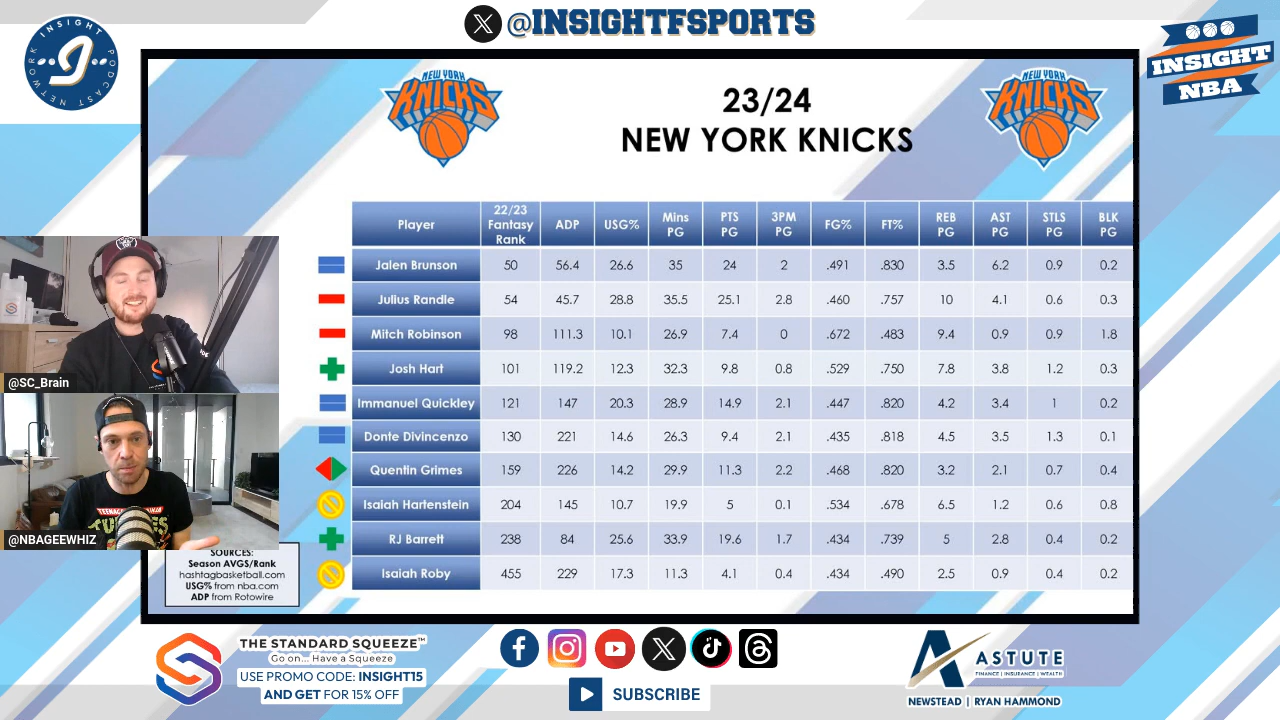 @INSIGHTFSPORTS
INSIGHT
PODCAST NETWORK
INSIGHT
NBA
NEW YORK
KNICKS
23/24
NEW YORK KNICKS
NEW YORK
KNICKS
Player 22/23 Fantasy Rank ADP USG% Mins PG PTS PG 3PM PG FG% FT% REB PG AST PG STLS PG BLK PG
Jalen Brunson 50 56.4 26.6 35 24 2 .491 .830 3.5 6.2 0.9 0.2
Julius Randle 54 45.7 28.8 35.5 25.1 2.8 .460 .757 10 4.1 0.6 0.3
Mitch Robinson 98 111.3 10.1 26.9 7.4 0 .672 .483 9.4 0.9 0.9 1.8
Josh Hart 101 119.2 12.3 32.3 9.8 0.8 .529 .750 7.8 3.8 1.2 0.3
Immanuel Quickley 121 147 20.3 28.9 14.9 2.1 .447 .820 4.2 3.4 1 0.2
Donte Divincenzo 130 221 14.6 26.3 9.4 2.1 .435 .818 4.5 3.5 1.3 0.1
Quentin Grimes 159 226 14.2 29.9 11.3 2.2 .468 .820 3.2 2.1 0.7 0.4
Isaiah Hartenstein 204 145 10.7 19.9 5 0.1 .534 .678 6.5 1.2 0.6 0.8
RJ Barrett 238 84 25.6 33.9 19.6 1.7 .434 .739 5 2.8 0.4 0.2
Isaiah Roby 455 229 17.3 11.3 4.1 0.4 .434 .490 2.5 0.9 0.4 0.2
@SC_Brain
TEENAGE
TURTLES
@NBAGEEWHIZ
SOURCES:
Season AVGS/Rank
hashtagbasketball.com
USG% from nba.com
ADP from Rotowire
THE STANDARD SQUEEZE™
Go on... Have a Squeeze
USE PROMO CODE: INSIGHT15
AND GET FOR 15% OFF
SUBSCRIBE
ASTUTE
FINANCE | INSURANCE | WEALTH
NEWSTEAD | RYAN HAMMOND